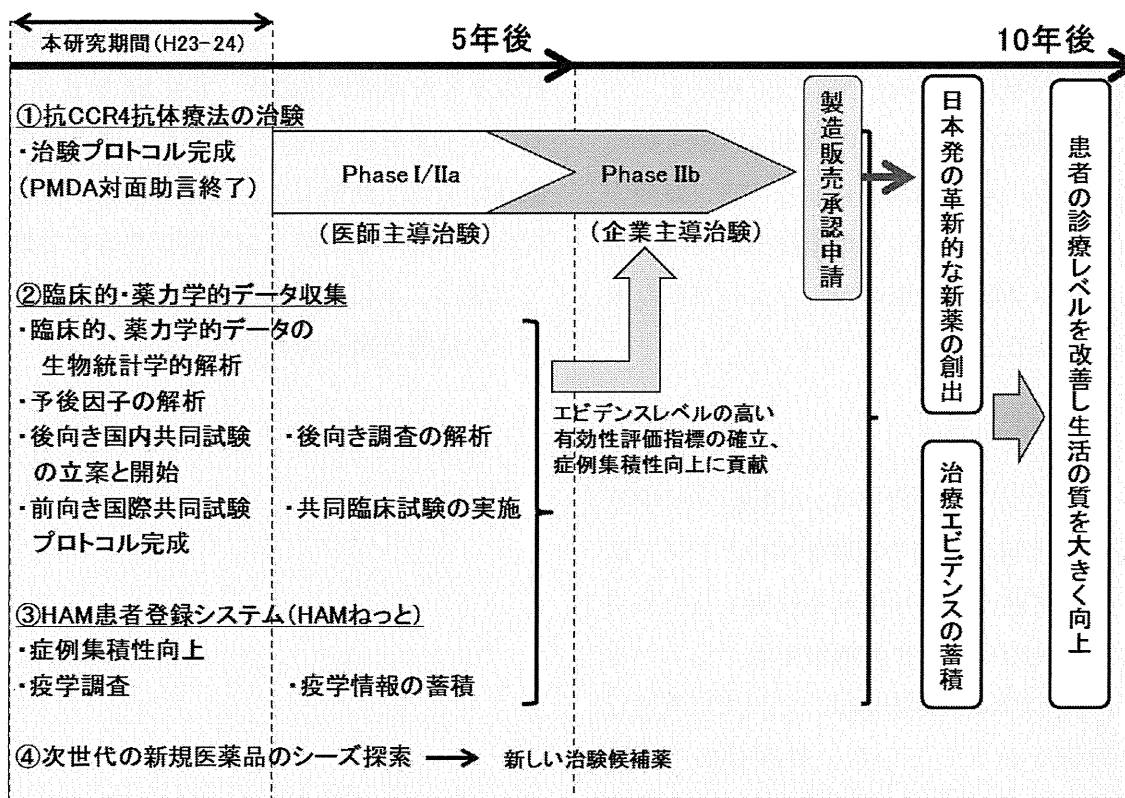 本研究期間(H23-24)
5年後
10年後
①抗CCR4抗体療法の治験
・治験プロトコル完成
(PMDA対面助言終了)
Phase I/IIa
(医師主導治験)
Phase IIb
(企業主導治験)
製造販売承認申請
②臨床的・薬力学的データ収集
・臨床的、薬力学的データの
生物統計学的解析
・予後因子の解析
・後向き国内共同試験
の立案と開始
・後向き調査の解析
・前向き国際共同試験
プロトコル完成
・共同臨床試験の実施
エビデンスレベルの高い
有効性評価指標の確立、
症例集積性向上に貢献
③HAM患者登録システム(HAMねっと)
・症例集積性向上
・疫学調査
・疫学情報の蓄積
④次世代の新規医薬品のシーズ探索
新しい治験候補薬
日本発の革新的な新薬の創出
治療エビデンスの蓄積
患者の診療レベルを改善し生活の質を大きく向上